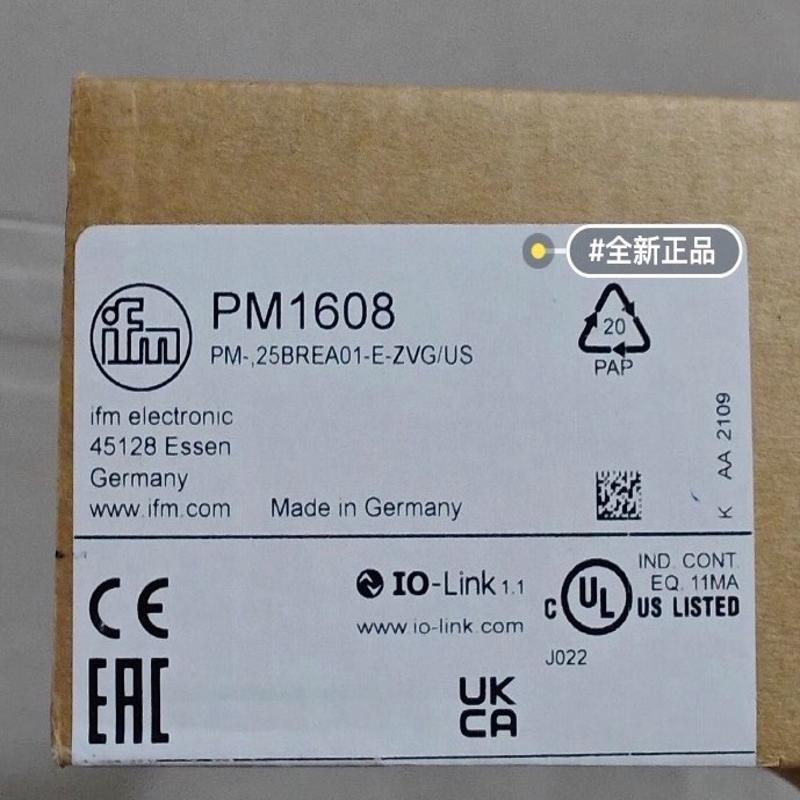 #全新正品
ifm
PM1608
PM-,25BREA01-E-ZVG/US
20
PAP
ifm electronic
45128 Essen
Germany
www.ifm.com
Made in Germany
K AA 2109
CE
IO-Link 1.1
www.io-link.com
IND. CONT.
EQ. 11MA
C UL US LISTED
J022
EAC
UK
CA